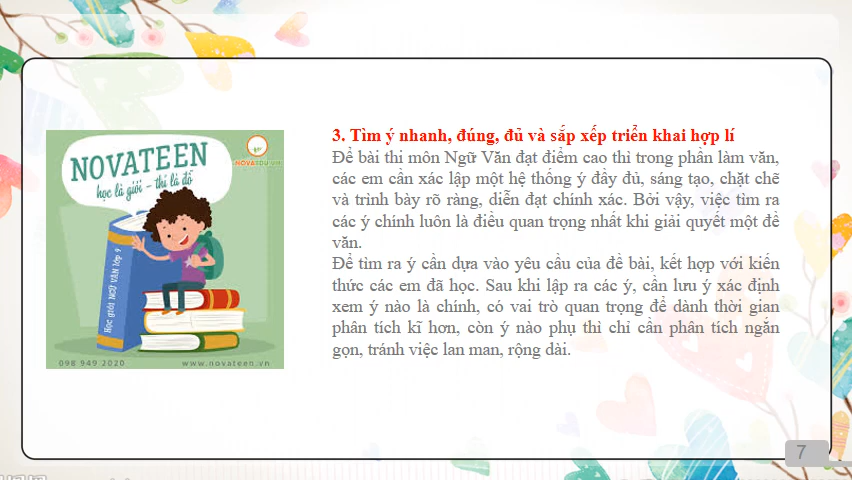 NOVATEEN
NOVATEDU.VN
học là giỏi – thi là đỗ
Học giỏi NGỮ VĂN lớp 9
098 949 2020
www.novateen.vn
3. Tìm ý nhanh, đúng, đủ và sắp xếp triển khai hợp lí
Để bài thi môn Ngữ Văn đạt điểm cao thì trong phần làm văn,
các em cần xác lập một hệ thống ý đầy đủ, sáng tạo, chặt chẽ
và trình bày rõ ràng, diễn đạt chính xác. Bởi vậy, việc tìm ra
các ý chính luôn là điều quan trọng nhất khi giải quyết một đề
văn.
Để tìm ra ý cần dựa vào yêu cầu của đề bài, kết hợp với kiến
thức các em đã học. Sau khi lập ra các ý, cần lưu ý xác định
xem ý nào là chính, có vai trò quan trọng để dành thời gian
phân tích kĩ hơn, còn ý nào phụ thì chỉ cần phân tích ngắn
gọn, tránh việc lan man, rộng dài.
7